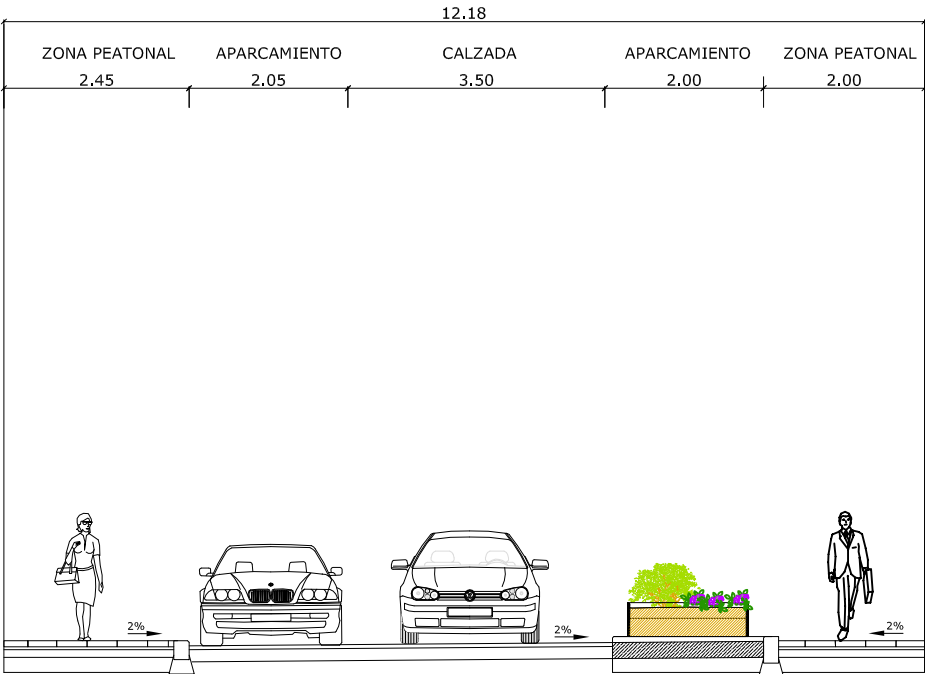 12.18
ZONA PEATONAL APARCAMIENTO CALZADA APARCAMIENTO ZONA PEATONAL
2.45 2.05 3.50 2.00 2.00
2% 2% 2%